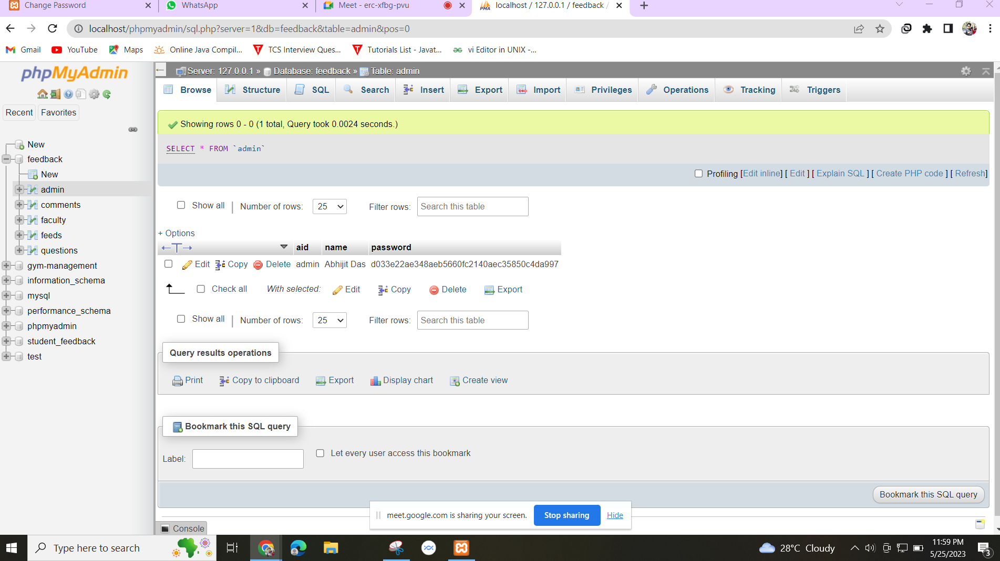 Change Password
WhatsApp
Meet - erc-xfbg-pvu
localhost / 127.0.0.1 / feedback /
localhost/phpmyadmin/sql.php?server=1&db=feedback&table=admin&pos=0
Gmail YouTube Maps Online Java Compil... TCS Interview Ques... Tutorials List - Javat... vi Editor in UNIX -...
phpMyAdmin
Recent Favorites
New
feedback
New
admin
comments
faculty
feeds
questions
gym-management
information_schema
mysql
performance_schema
phpmyadmin
student_feedback
test
Server: 127.0.0.1 » Database: feedback » Table: admin
Browse Structure SQL Search Insert Export Import Privileges Operations Tracking Triggers
Showing rows 0 - 0 (1 total, Query took 0.0024 seconds.)
SELECT * FROM `admin`
Profiling [Edit inline] [ Edit ] [ Explain SQL ] [ Create PHP code ] [ Refresh]
Show all | Number of rows: 25 Filter rows: Search this table
+ Options
←T→ aid name password
Edit Copy Delete admin Abhijit Das d033e22ae348aeb5660fc2140aec35850c4da997
Check all With selected: Edit Copy Delete Export
Show all | Number of rows: 25 Filter rows: Search this table
Query results operations
Print Copy to clipboard Export Display chart Create view
Bookmark this SQL query
Label: Let every user access this bookmark
Bookmark this SQL query
meet.google.com is sharing your screen. Stop sharing Hide
Console
Type here to search
28°C Cloudy
11:59 PM
5/25/2023
3